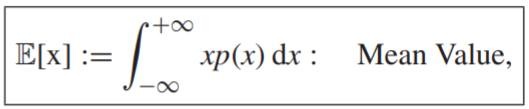 𝔼[x] := ∫_{−∞}^{+∞} xp(x) dx :    Mean Value,